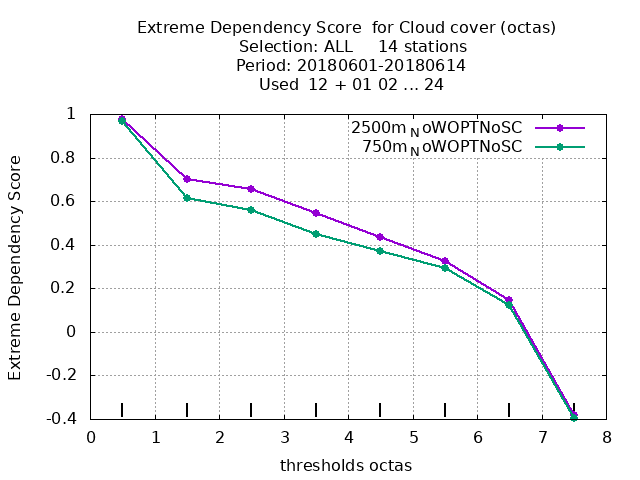 Extreme Dependency Score  for Cloud cover (octas)
Selection: ALL     14 stations
Period: 20180601-20180614
Used  12 + 01 02 ... 24
2500m_NoWOPTNoSC
750m_NoWOPTNoSC
Extreme Dependency Score
1
0.8
0.6
0.4
0.2
0
-0.2
-0.4
0 1 2 3 4 5 6 7 8
thresholds octas